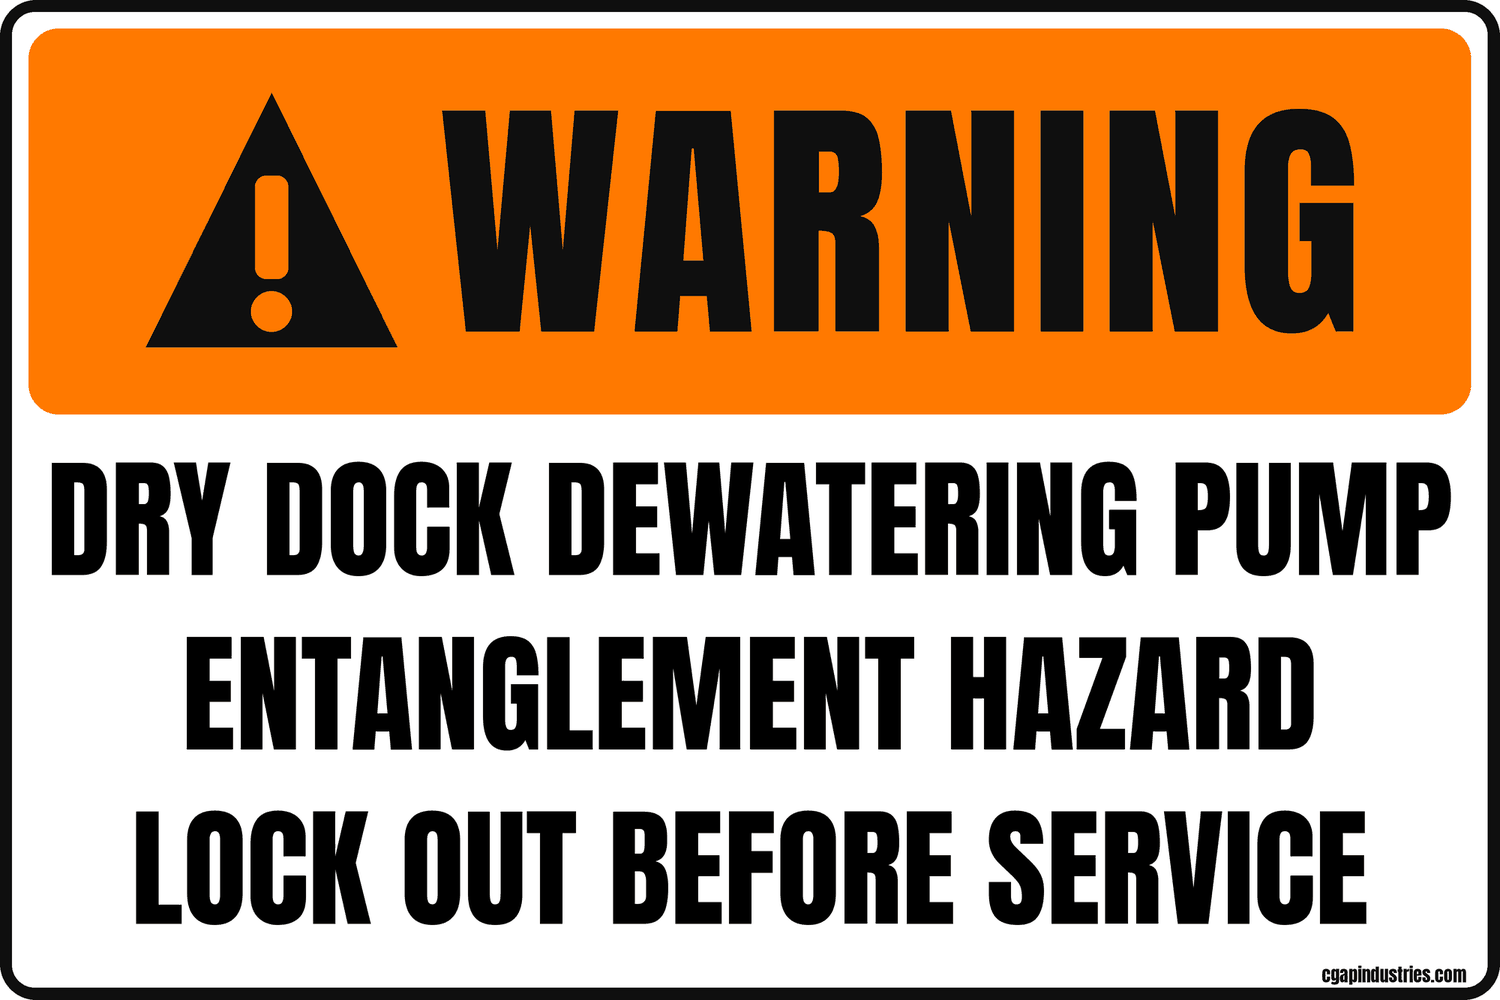 WARNING
DRY DOCK DEWATERING PUMP
ENTANGLEMENT HAZARD
LOCK OUT BEFORE SERVICE
cgapindustries.com